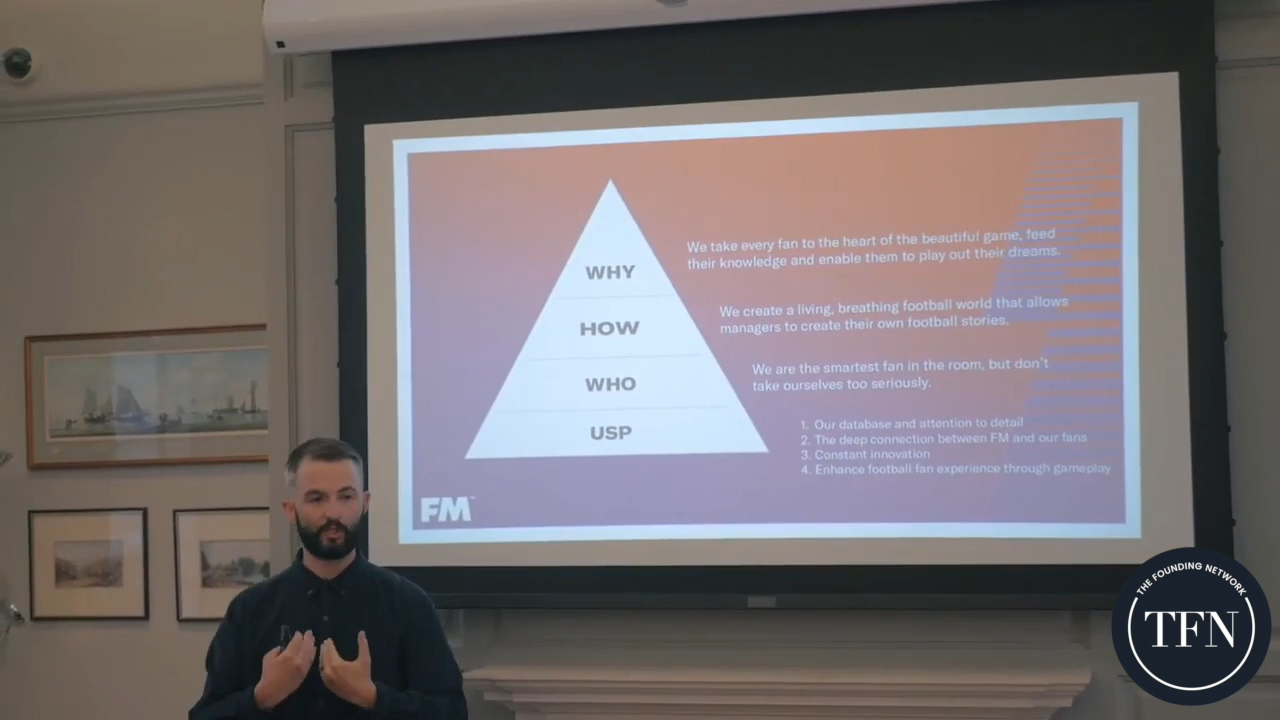 WHY
We take every fan to the heart of the beautiful game, feed
their knowledge and enable them to play out their dreams.
HOW
We create a living, breathing football world that allows
managers to create their own football stories.
WHO
We are the smartest fan in the room, but don't
take ourselves too seriously.
USP
1. Our database and attention to detail
2. The deep connection between FM and our fans
3. Constant innovation
4. Enhance football fan experience through gameplay
FM™
THE FOUNDING NETWORK
TFN